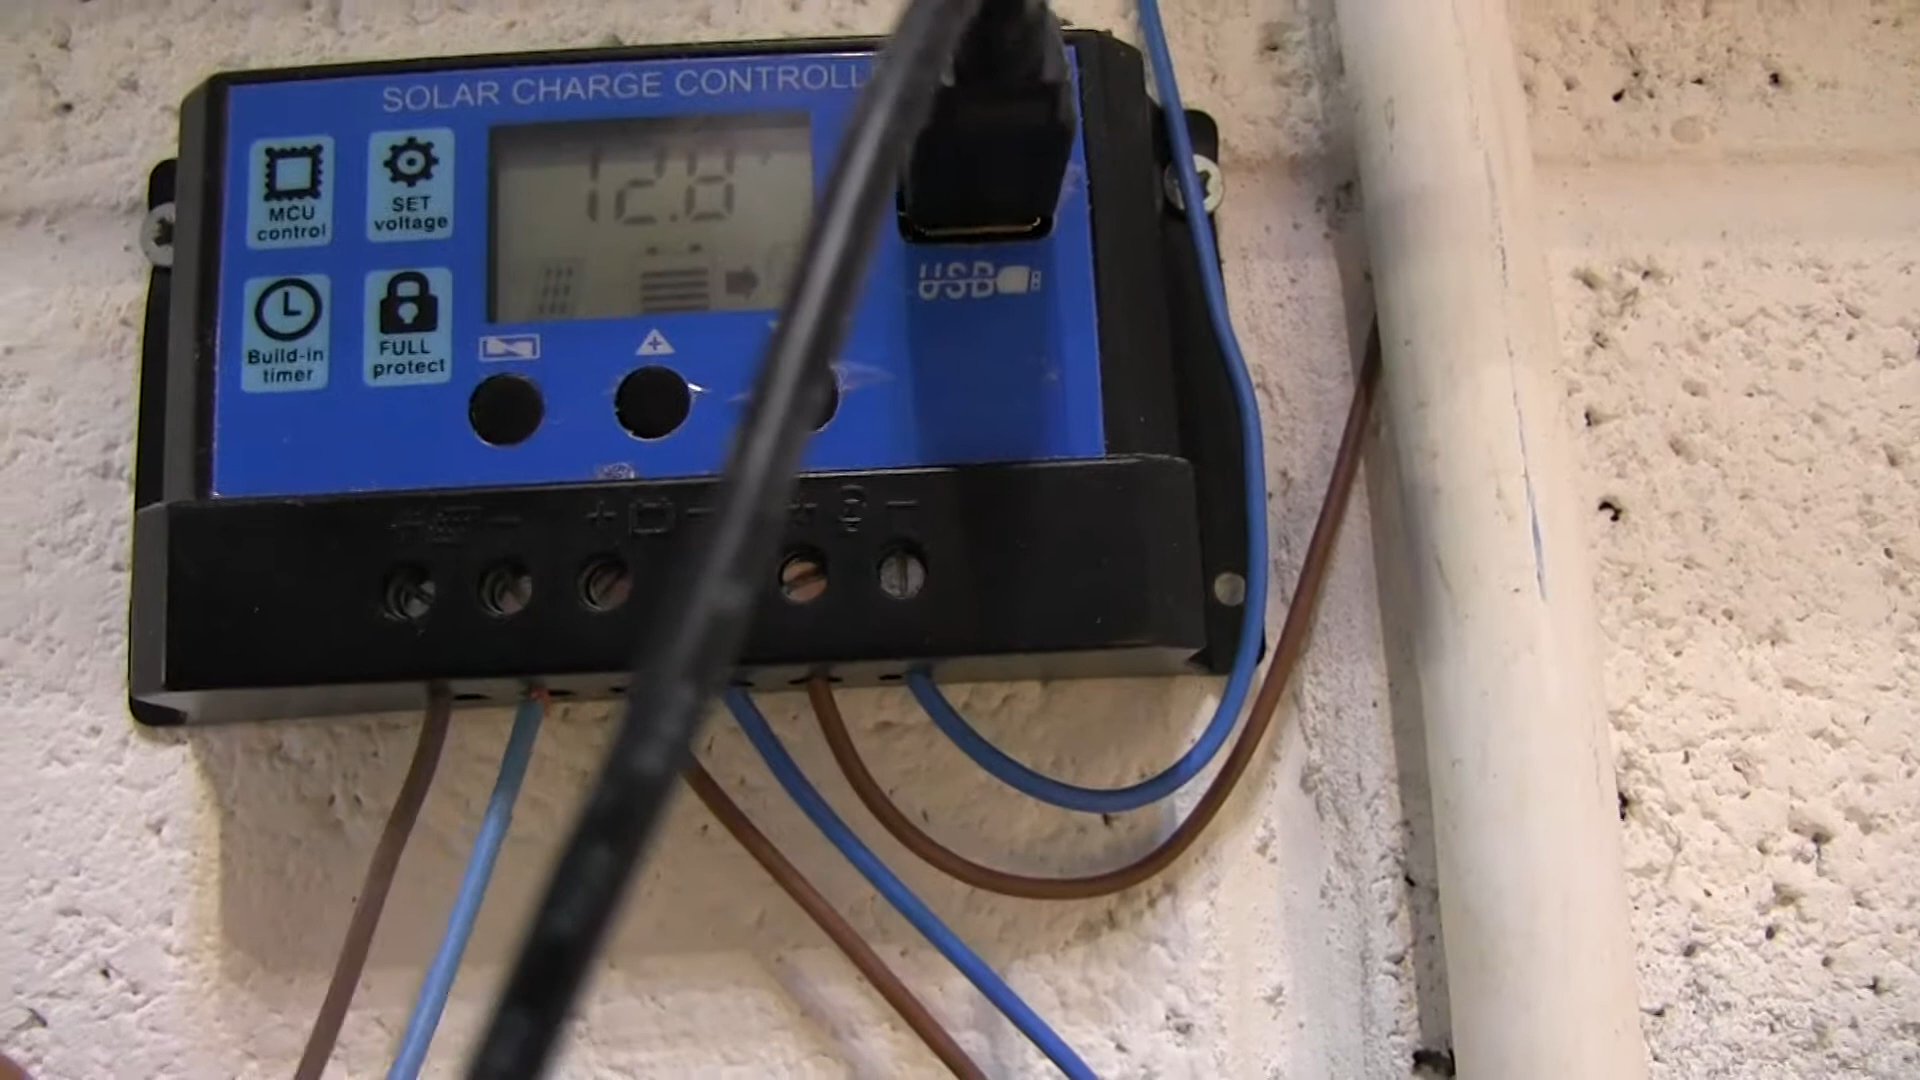 SOLAR CHARGE CONTROLL
12.8
MCU
control
SET
voltage
Build-in
timer
FULL
protect
USB
+ -
+ -
-